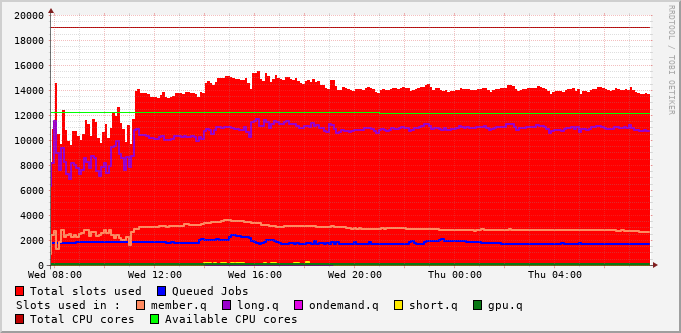 20000
18000
16000
14000
12000
10000
8000
6000
4000
2000
0
Wed 08:00 Wed 12:00 Wed 16:00 Wed 20:00 Thu 00:00 Thu 04:00
Total slots used Queued Jobs
Slots used in : member.q long.q ondemand.q short.q gpu.q
Total CPU cores Available CPU cores
RRDTOOL / TOBI OETIKER